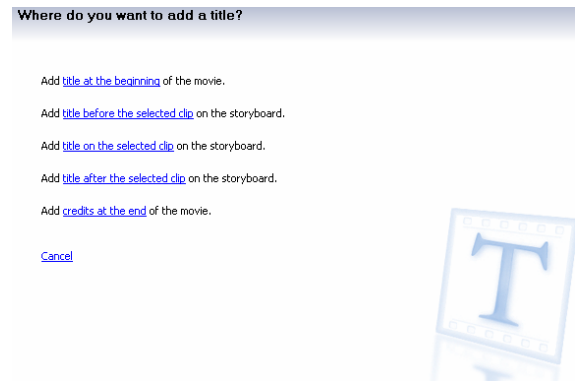 Where do you want to add a title?
Add title at the beginning of the movie.
Add title before the selected clip on the storyboard.
Add title on the selected clip on the storyboard.
Add title after the selected clip on the storyboard.
Add credits at the end of the movie.
Cancel
T